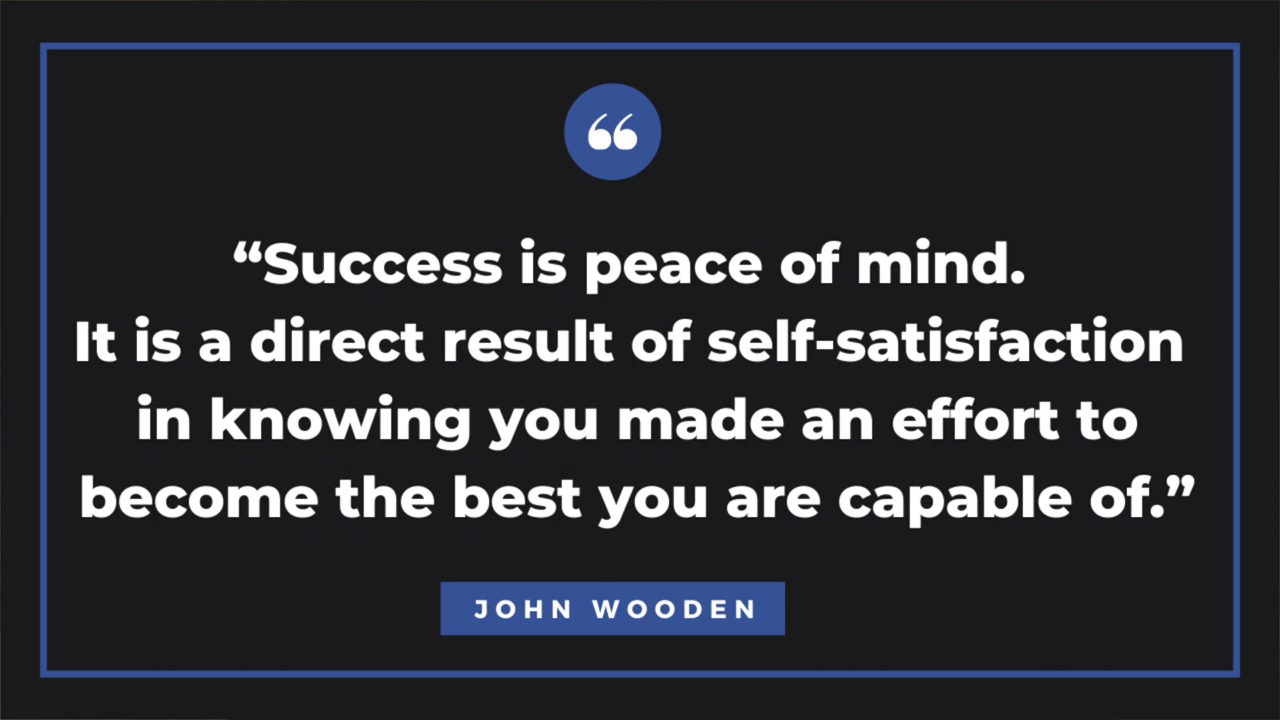 “
“Success is peace of mind.
It is a direct result of self-satisfaction
in knowing you made an effort to
become the best you are capable of.”
JOHN WOODEN